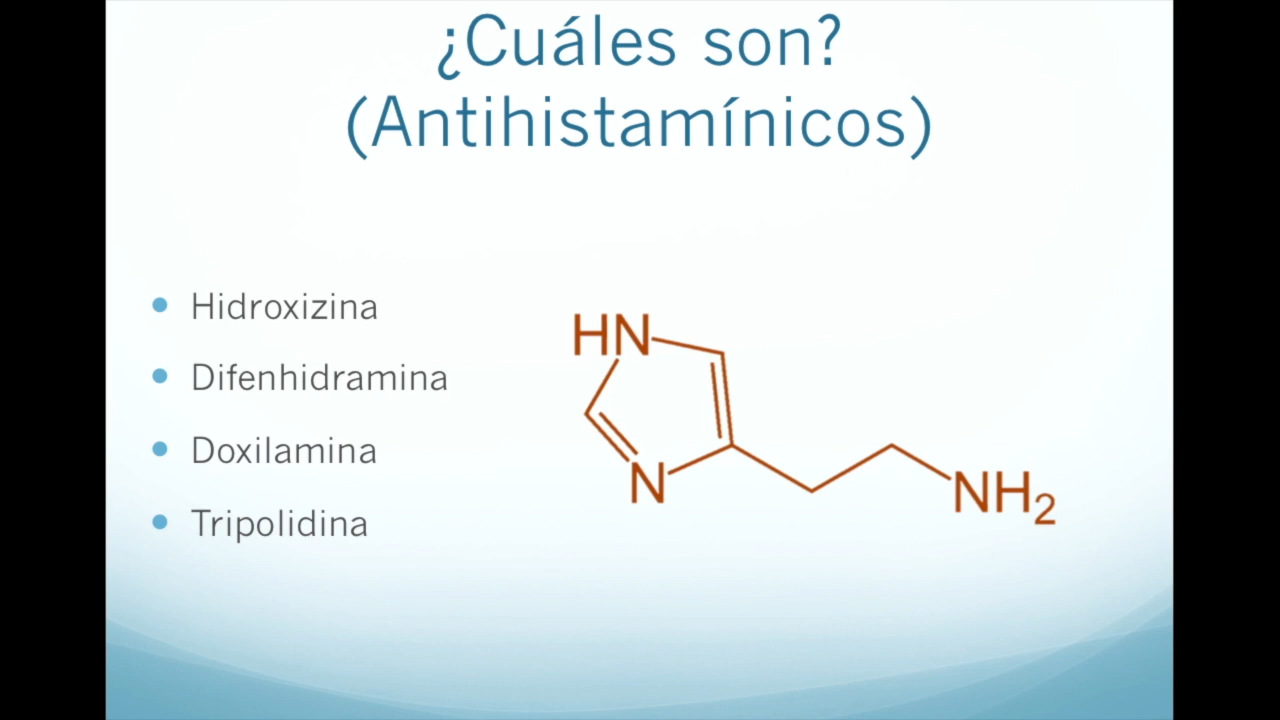 ¿Cuáles son?
(Antihistamínicos)
Hidroxizina
Difenhidramina
Doxilamina
Tripolidina
HN
N
NH2